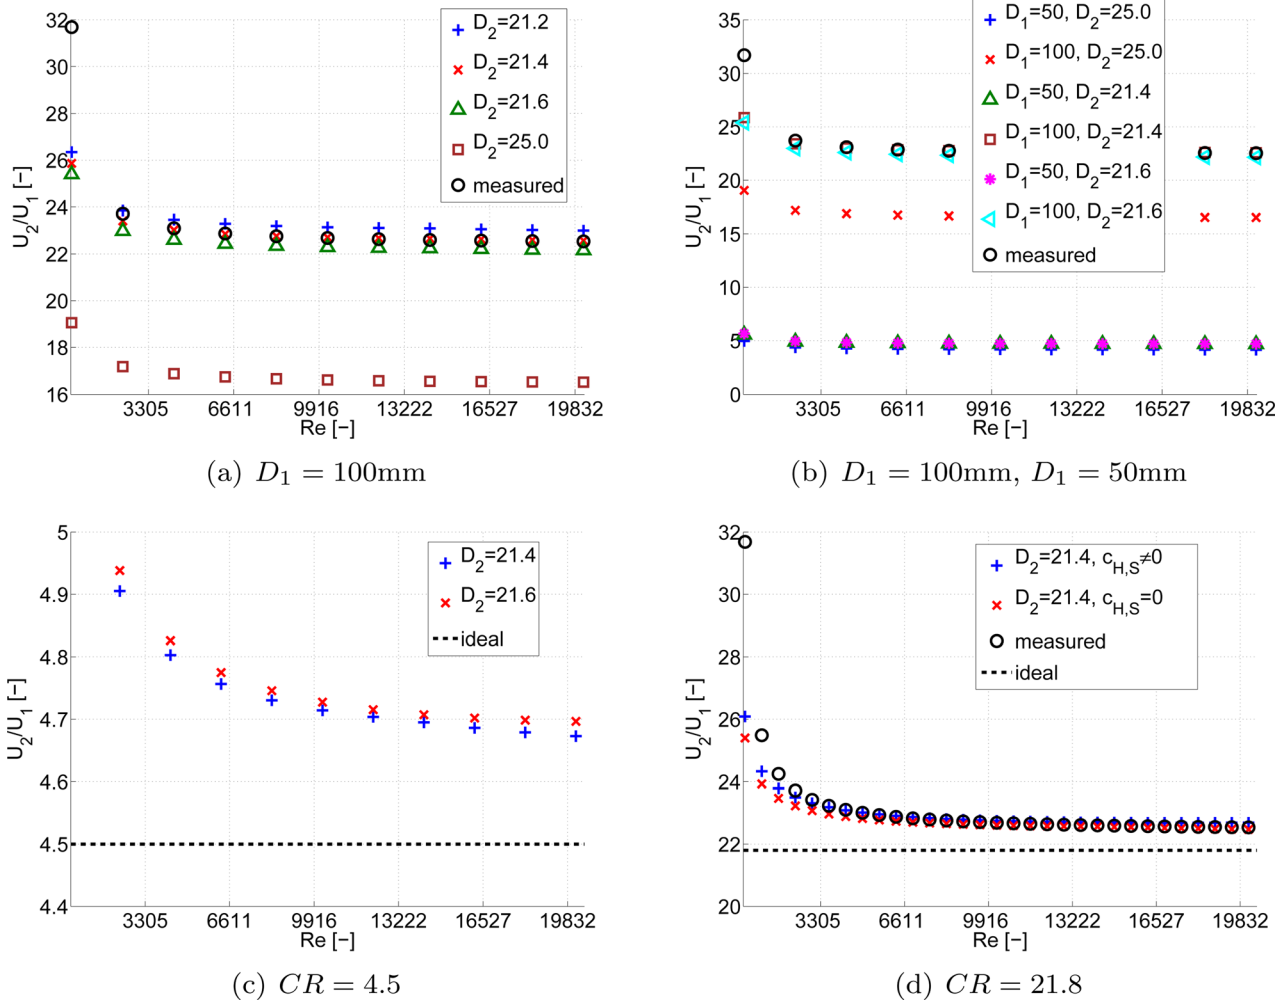 32
30
28
26
24
22
20
18
16
U2/U1 [−]
3305 6611 9916 13222 16527 19832
Re [−]
D2=21.2
D2=21.4
D2=21.6
D2=25.0
measured
(a) D1 = 100mm
35
30
25
20
15
10
5
0
U2/U1 [−]
3305 6611 9916 13222 16527 19832
Re [−]
D1=50, D2=25.0
D1=100, D2=25.0
D1=50, D2=21.4
D1=100, D2=21.4
D1=50, D2=21.6
D1=100, D2=21.6
measured
(b) D1 = 100mm, D1 = 50mm
5
4.9
4.8
4.7
4.6
4.5
4.4
U2/U1 [−]
3305 6611 9916 13222 16527 19832
Re [−]
D2=21.4
D2=21.6
ideal
(c) CR = 4.5
32
30
28
26
24
22
20
U2/U1 [−]
3305 6611 9916 13222 16527 19832
Re [−]
D2=21.4, cH,S≠0
D2=21.4, cH,S=0
measured
ideal
(d) CR = 21.8